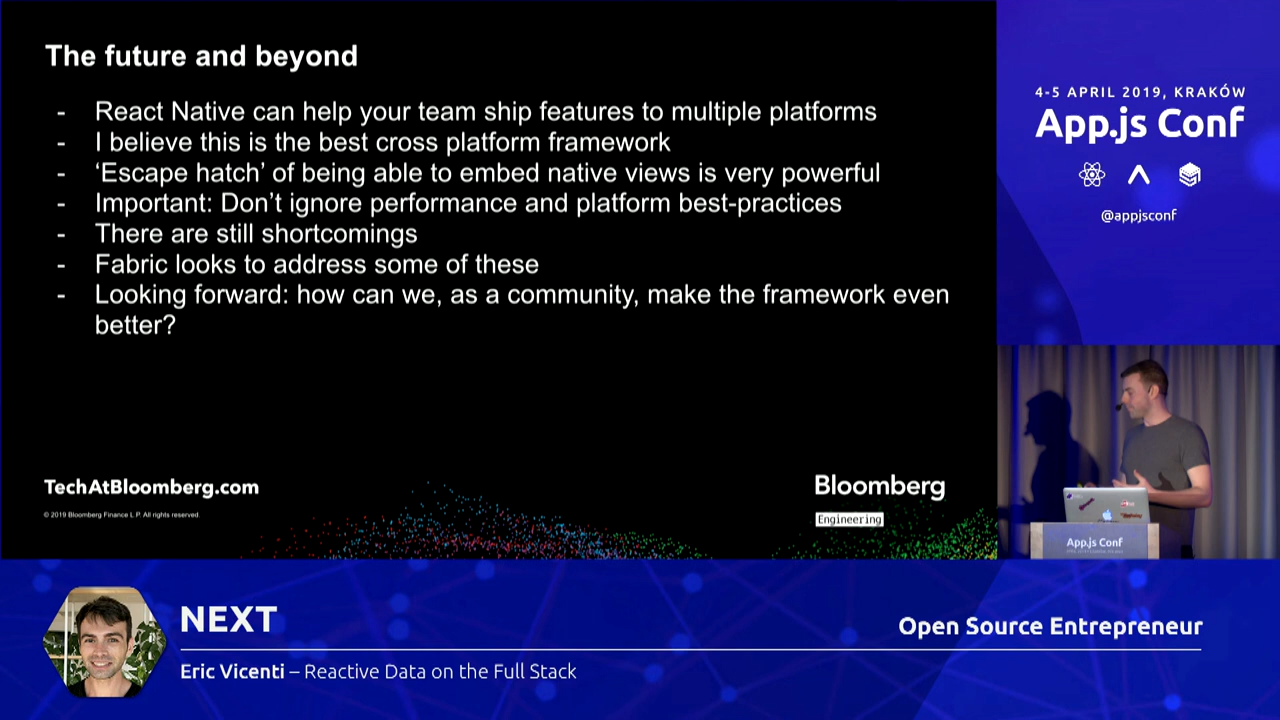 The future and beyond
- React Native can help your team ship features to multiple platforms
- I believe this is the best cross platform framework
- ‘Escape hatch’ of being able to embed native views is very powerful
- Important: Don’t ignore performance and platform best-practices
- There are still shortcomings
- Fabric looks to address some of these
- Looking forward: how can we, as a community, make the framework even
better?
TechAtBloomberg.com
© 2019 Bloomberg Finance L.P. All rights reserved.
Bloomberg
Engineering
4-5 APRIL 2019, KRAKÓW
App.js Conf
@appjsconf
App.js Conf
NEXT
Eric Vicenti – Reactive Data on the Full Stack
Open Source Entrepreneur